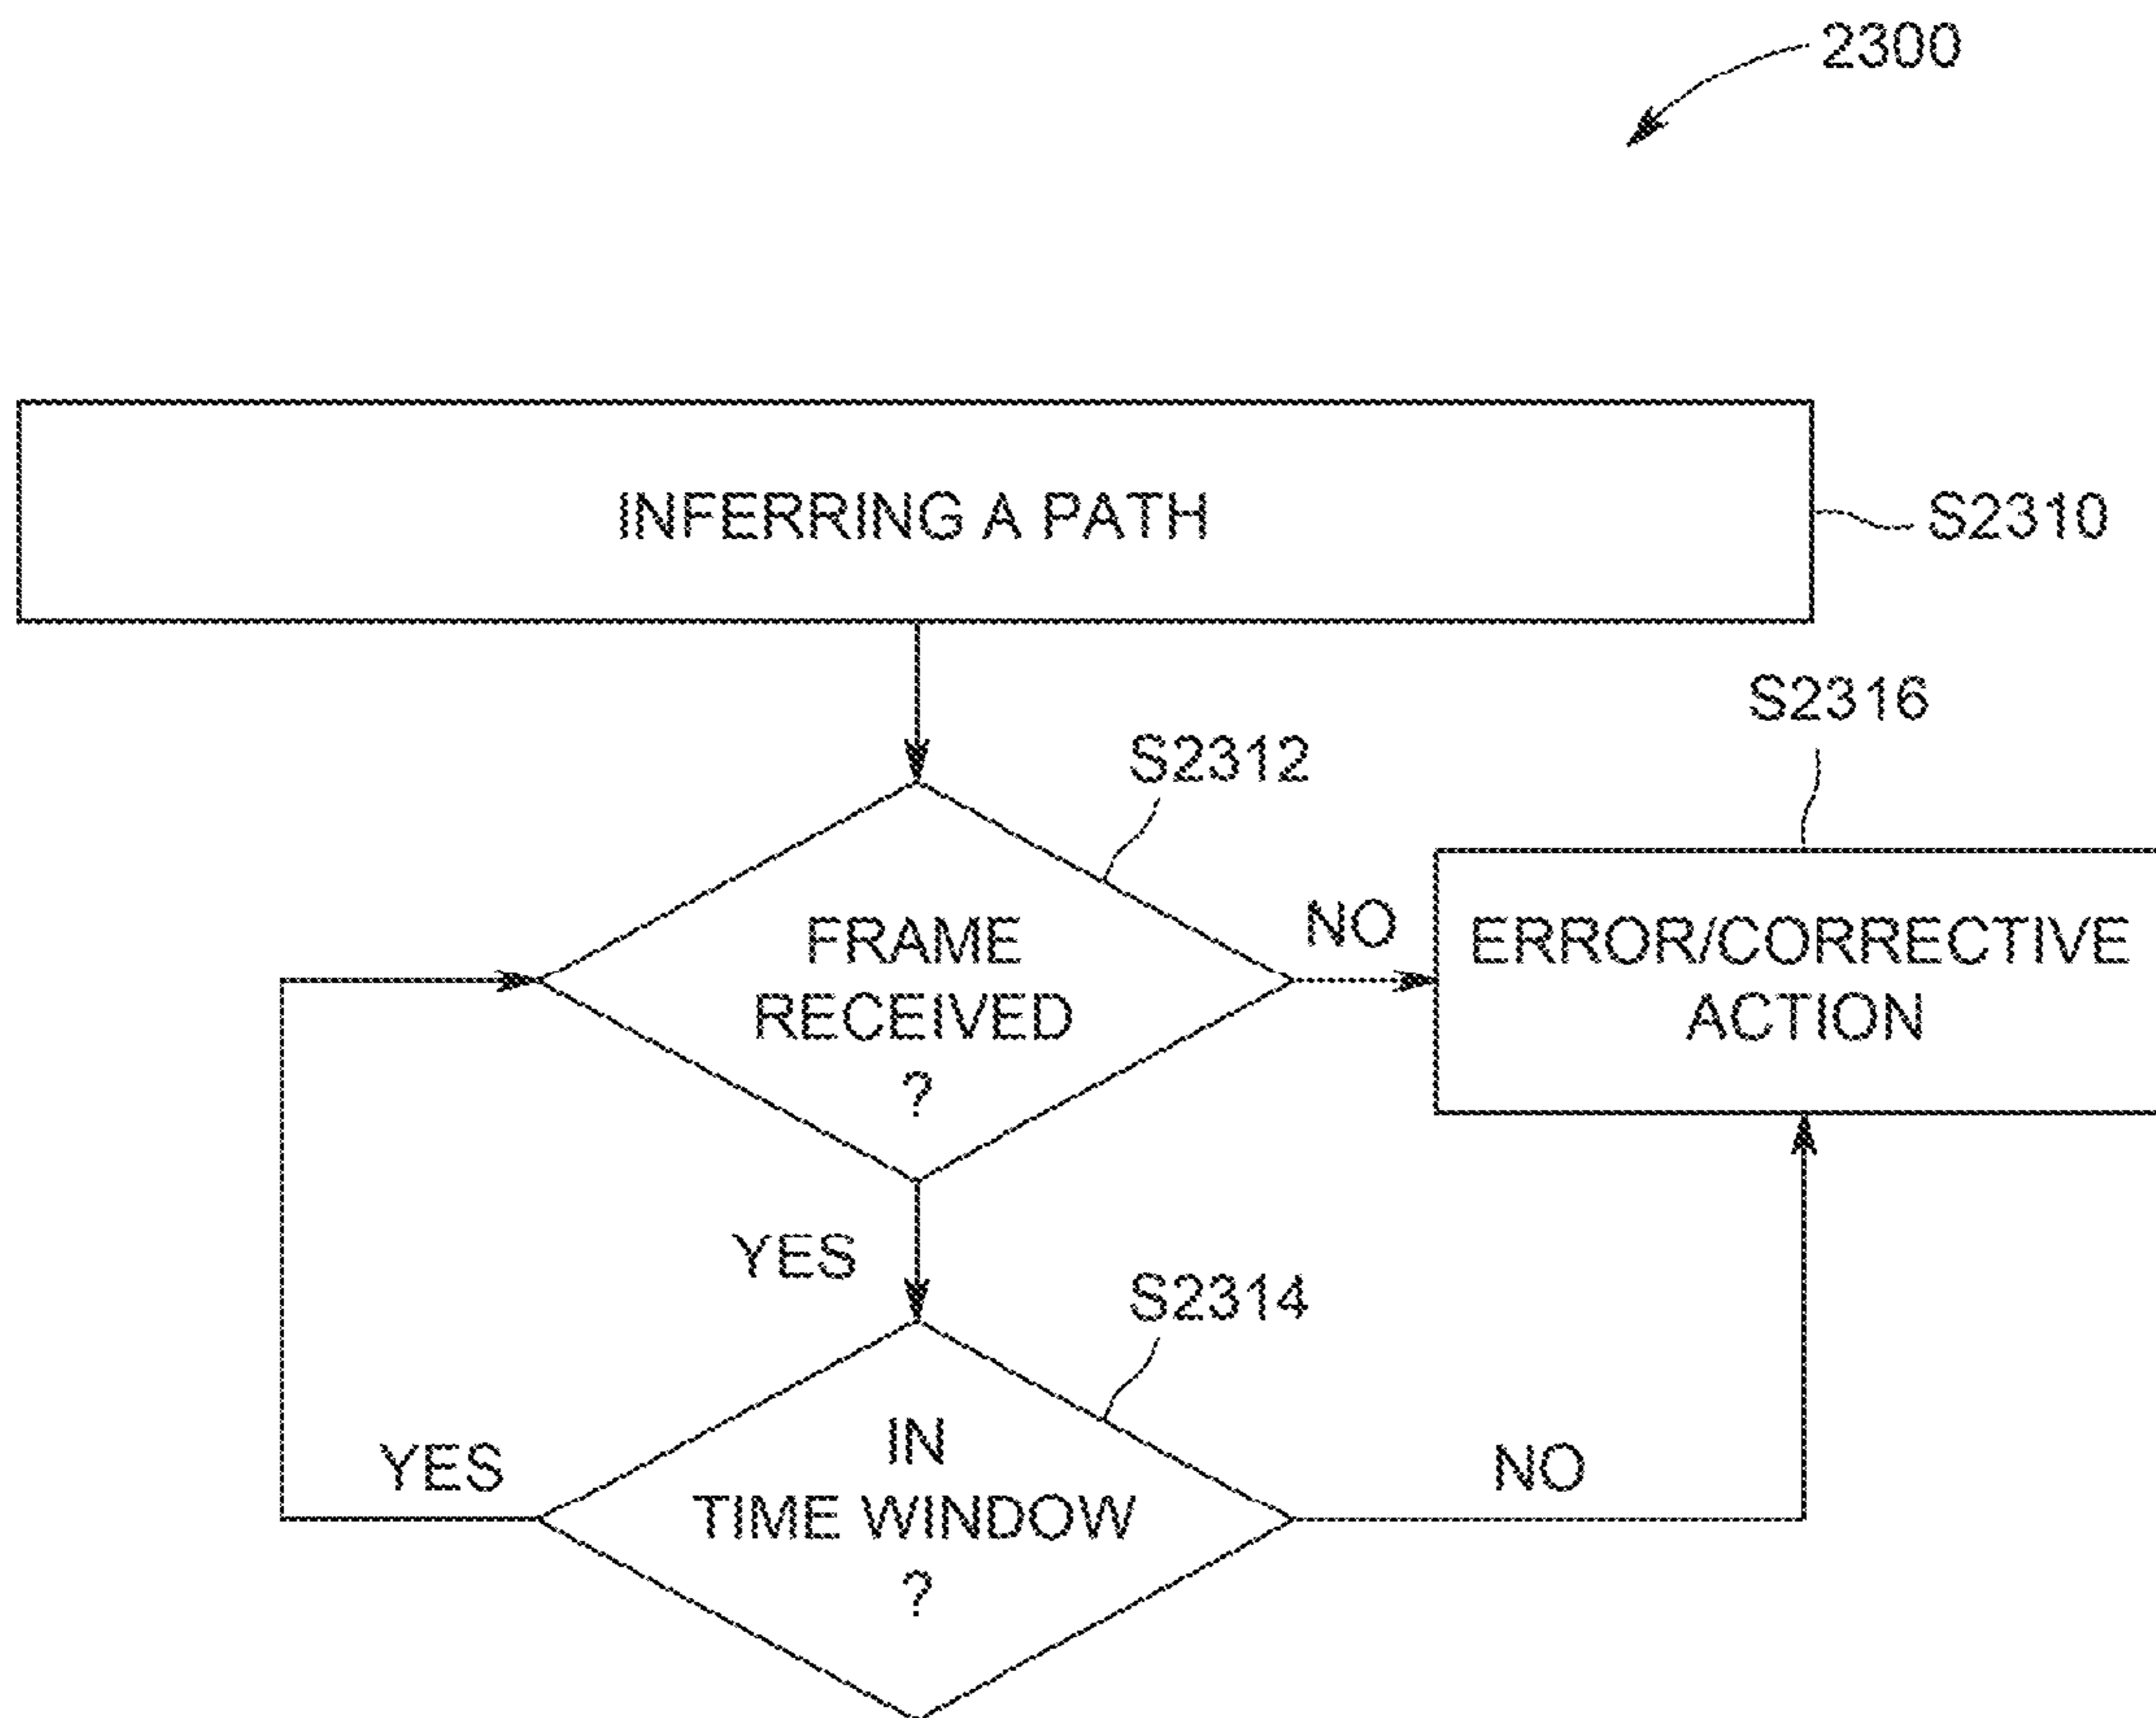 2300
INFERRING A PATH
S2310
S2316
S2312
FRAME
RECEIVED
?
NO
ERROR/CORRECTIVE
ACTION
YES
S2314
IN
TIME WINDOW
?
YES
NO